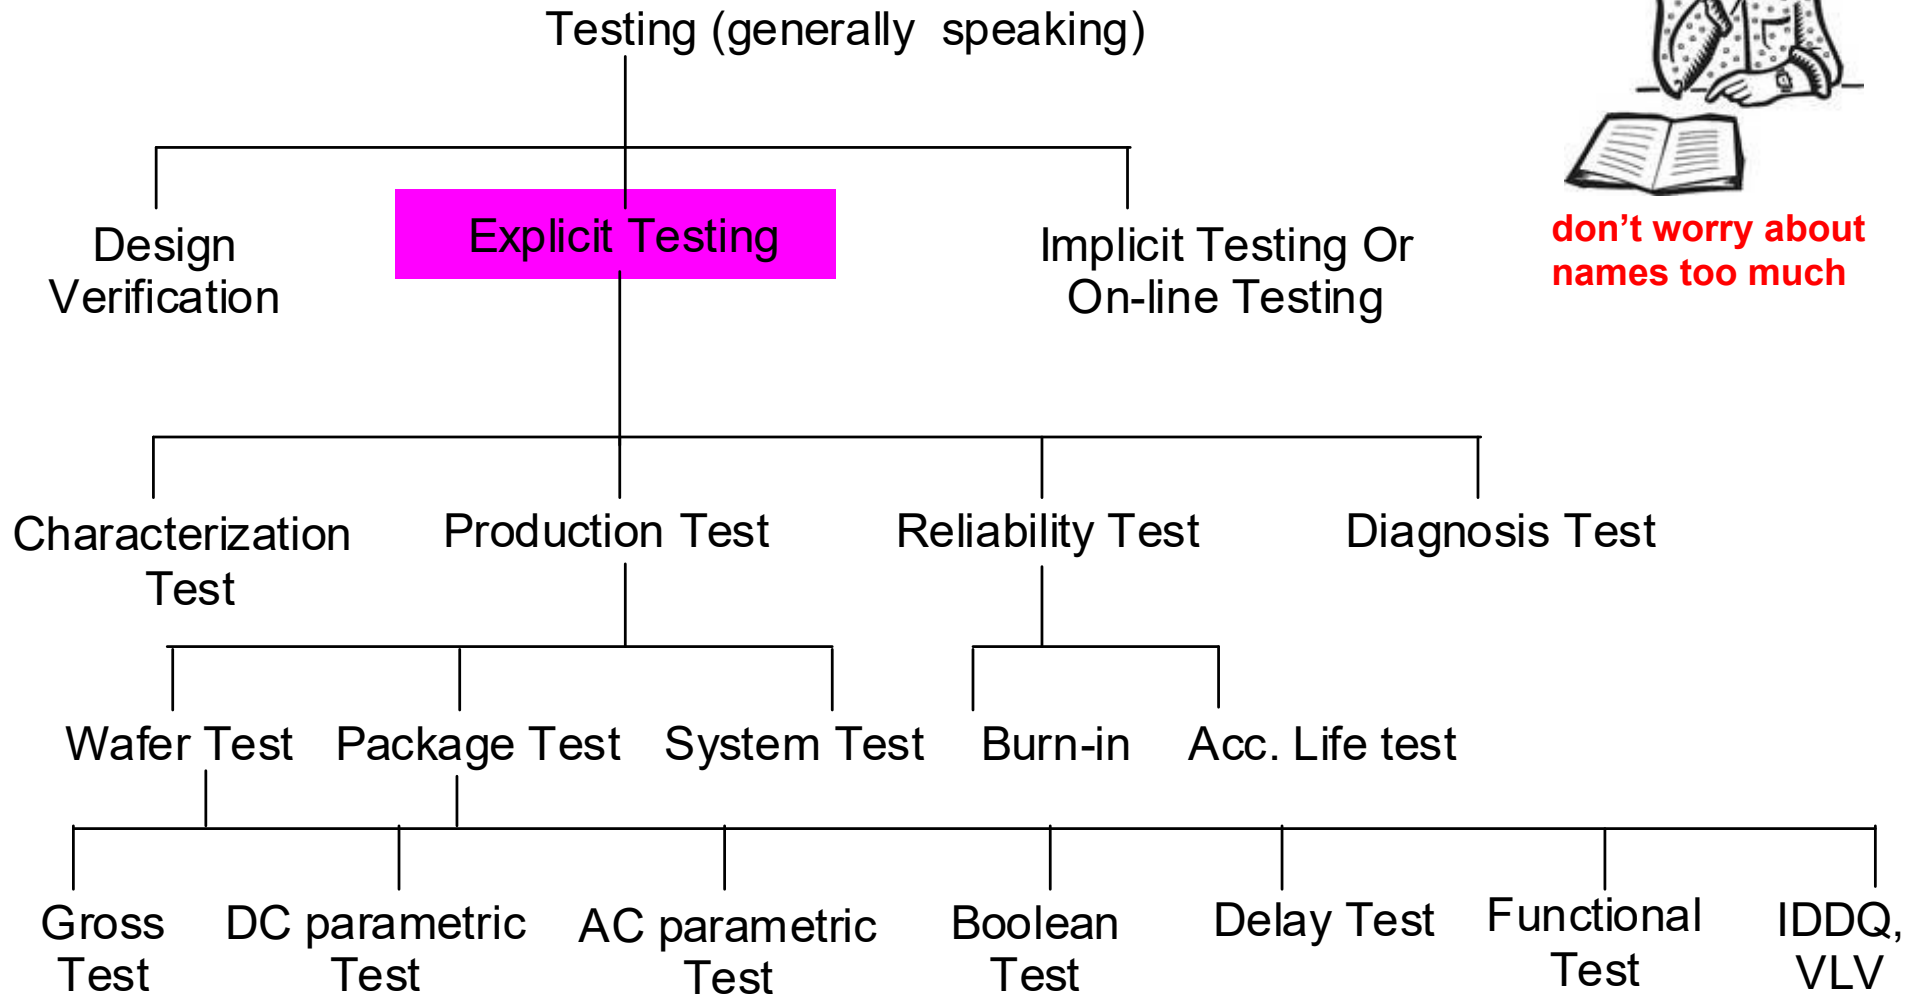 Testing (generally speaking)
Design
Verification
Explicit Testing
Implicit Testing Or
On-line Testing
don't worry about
names too much
Characterization
Test
Production Test
Reliability Test
Diagnosis Test
Wafer Test
Package Test
System Test
Burn-in
Acc. Life test
Gross
Test
DC parametric
Test
AC parametric
Test
Boolean
Test
Delay Test
Functional
Test
IDDQ,
VLV